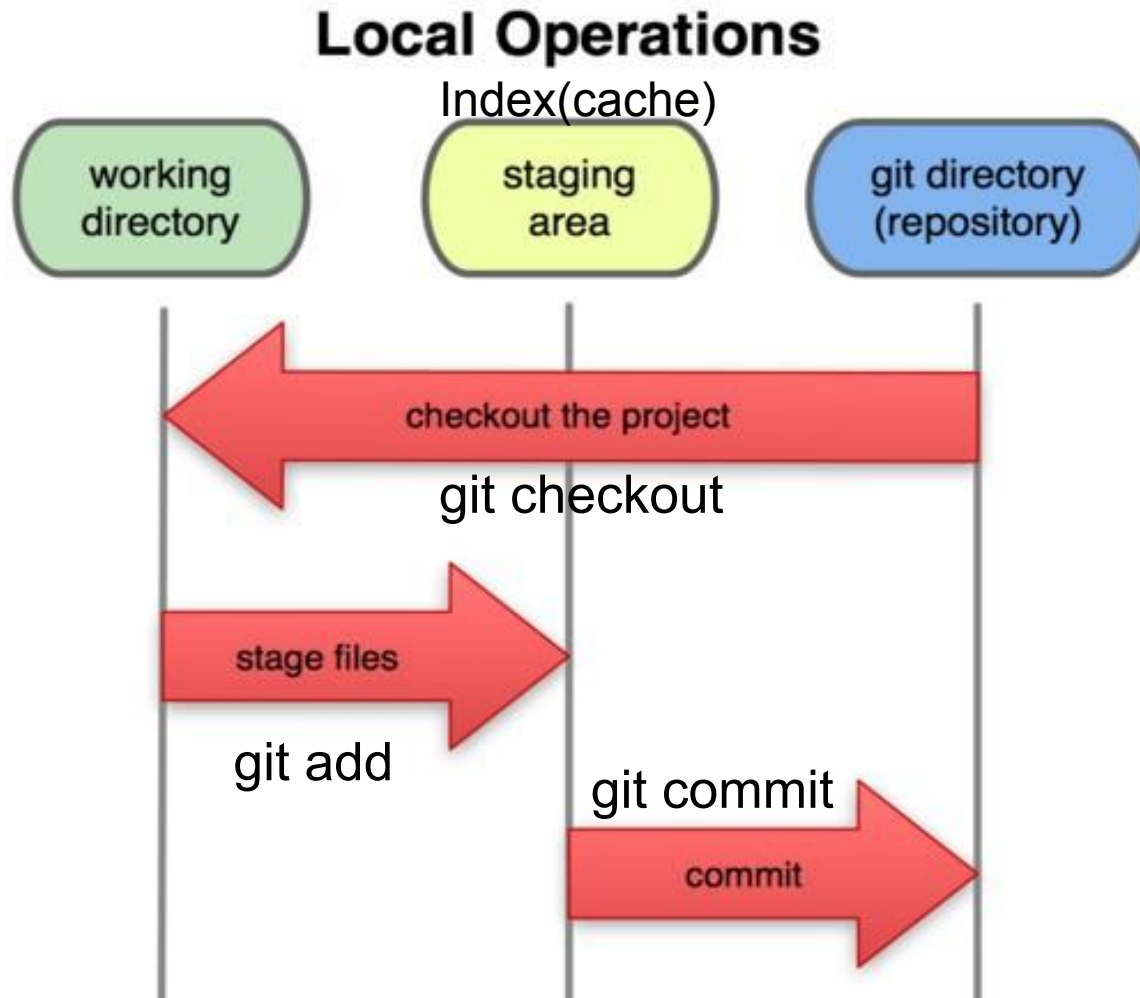 Local Operations
Index(cache)
working
directory
staging
area
git directory
(repository)
checkout the project
git checkout
stage files
git add
git commit
commit